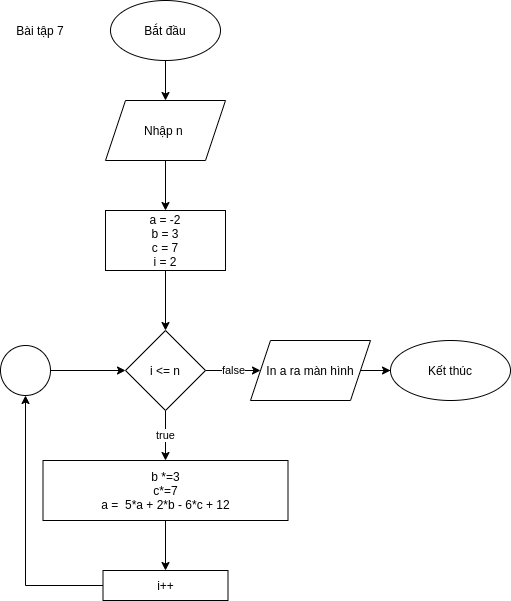 Bài tập 7
Bắt đầu
Nhập n
a = -2
b = 3
c = 7
i = 2
i <= n
false
In a ra màn hình
Kết thúc
true
b *=3
c*=7
a =  5*a + 2*b - 6*c + 12
i++